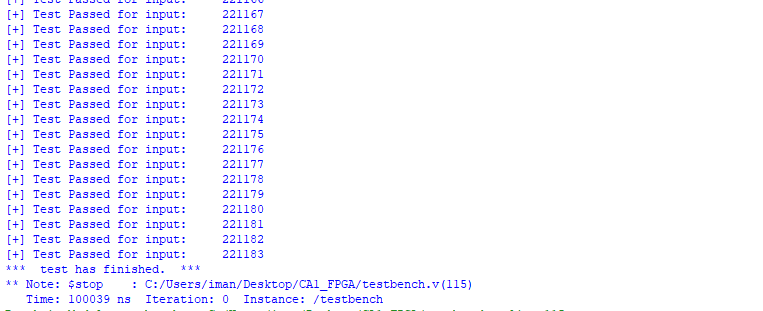 [+] Test Passed for input: 221167
[+] Test Passed for input: 221168
[+] Test Passed for input: 221169
[+] Test Passed for input: 221170
[+] Test Passed for input: 221171
[+] Test Passed for input: 221172
[+] Test Passed for input: 221173
[+] Test Passed for input: 221174
[+] Test Passed for input: 221175
[+] Test Passed for input: 221176
[+] Test Passed for input: 221177
[+] Test Passed for input: 221178
[+] Test Passed for input: 221179
[+] Test Passed for input: 221180
[+] Test Passed for input: 221181
[+] Test Passed for input: 221182
[+] Test Passed for input: 221183
*** test has finished. ***
** Note: $stop : C:/Users/iman/Desktop/CA1_FPGA/testbench.v(115)
Time: 100039 ns Iteration: 0 Instance: /testbench